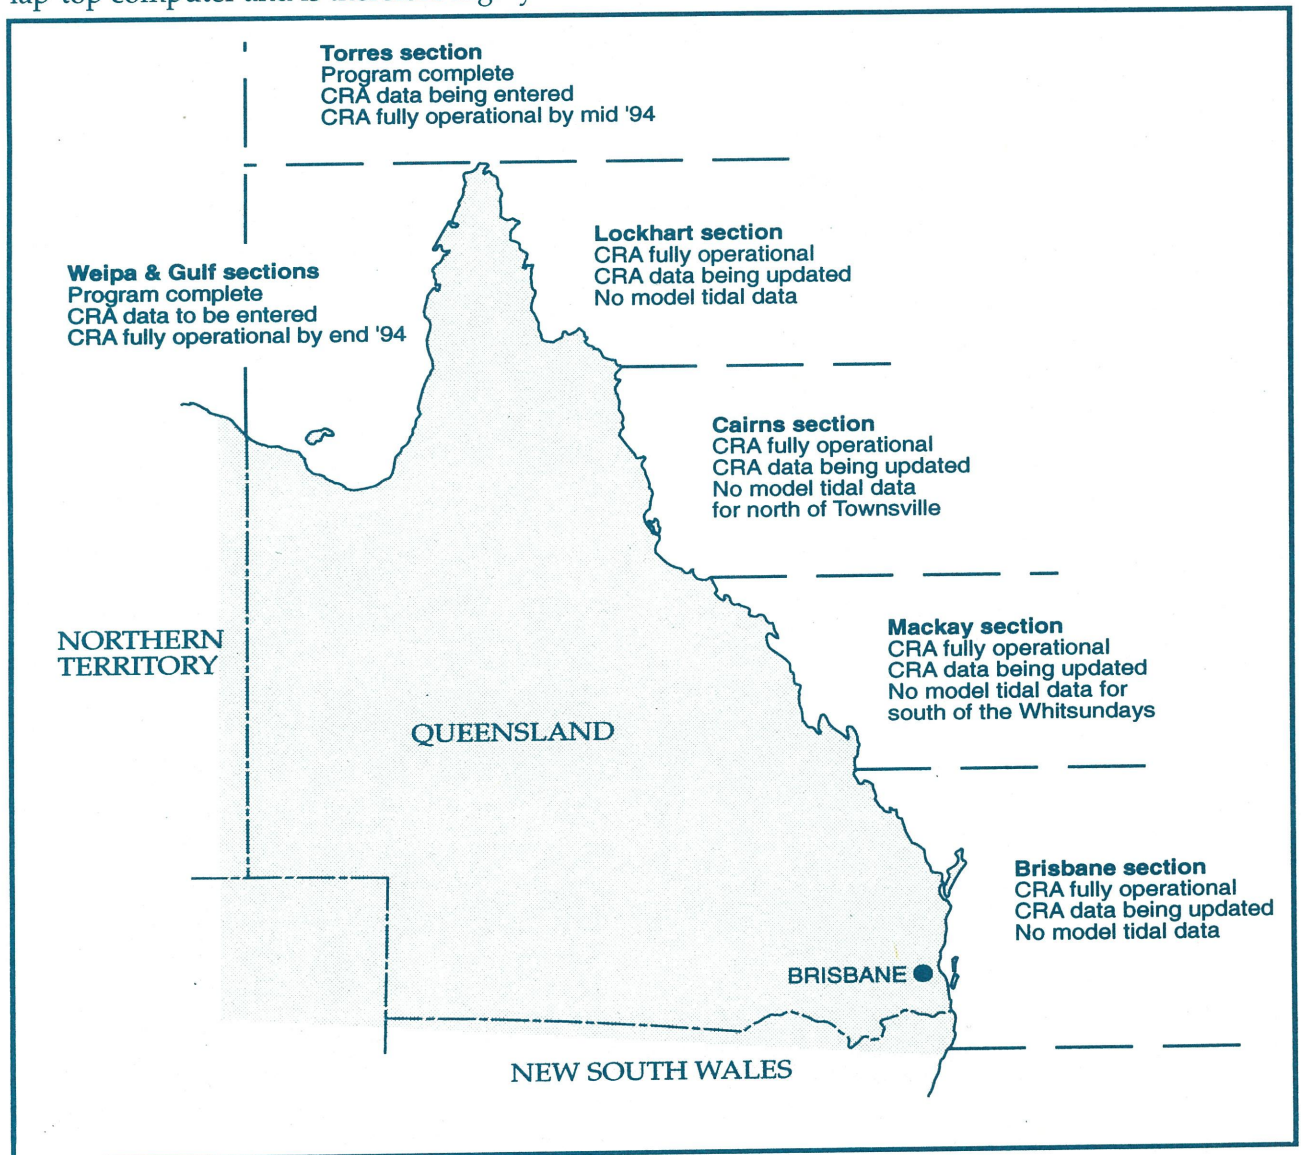 Torres section
Program complete
CRA data being entered
CRA fully operational by mid '94
Lockhart section
CRA fully operational
CRA data being updated
No model tidal data
Weipa & Gulf sections
Program complete
CRA data to be entered
CRA fully operational by end '94
Cairns section
CRA fully operational
CRA data being updated
No model tidal data
for north of Townsville
Mackay section
CRA fully operational
CRA data being updated
No model tidal data for
south of the Whitsundays
NORTHERN
TERRITORY
QUEENSLAND
Brisbane section
CRA fully operational
CRA data being updated
No model tidal data
BRISBANE
NEW SOUTH WALES